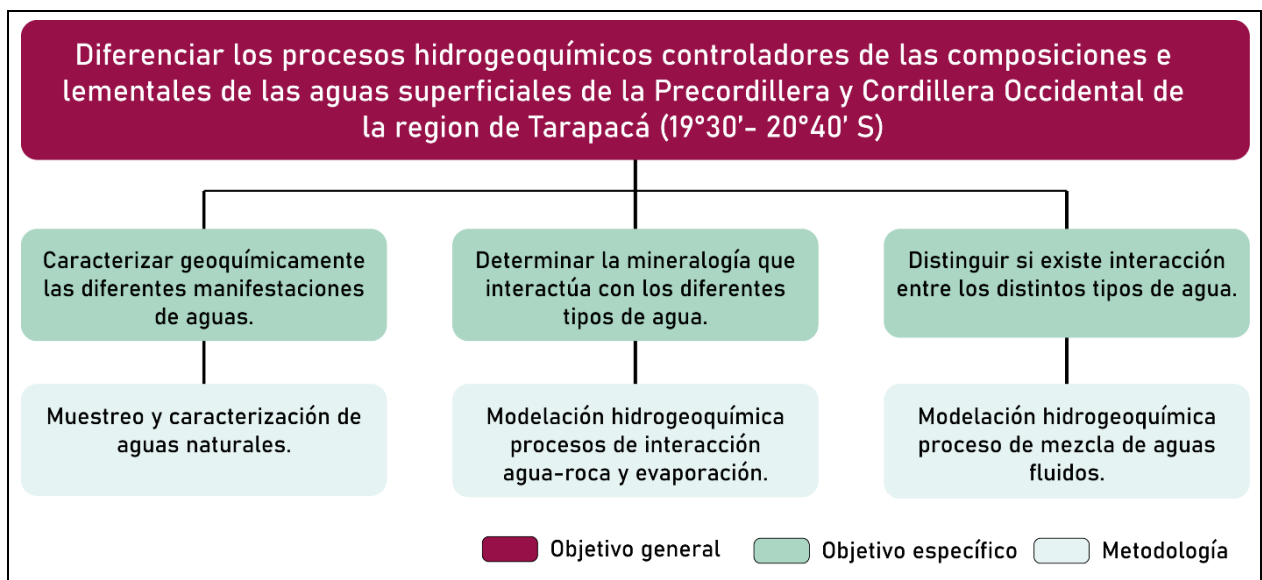 Diferenciar los procesos hidrogeoquímicos controladores de las composiciones e
lementales de las aguas superficiales de la Precordillera y Cordillera Occidental de
la region de Tarapacá (19°30’- 20°40’ S)
Caracterizar geoquímicamente
las diferentes manifestaciones
de aguas.
Determinar la mineralogía que
interactúa con los diferentes
tipos de agua.
Distinguir si existe interacción
entre los distintos tipos de agua.
Muestreo y caracterización de
aguas naturales.
Modelación hidrogeoquímica
procesos de interacción
agua-roca y evaporación.
Modelación hidrogeoquímica
proceso de mezcla de aguas
fluidos.
Objetivo general
Objetivo específico
Metodología